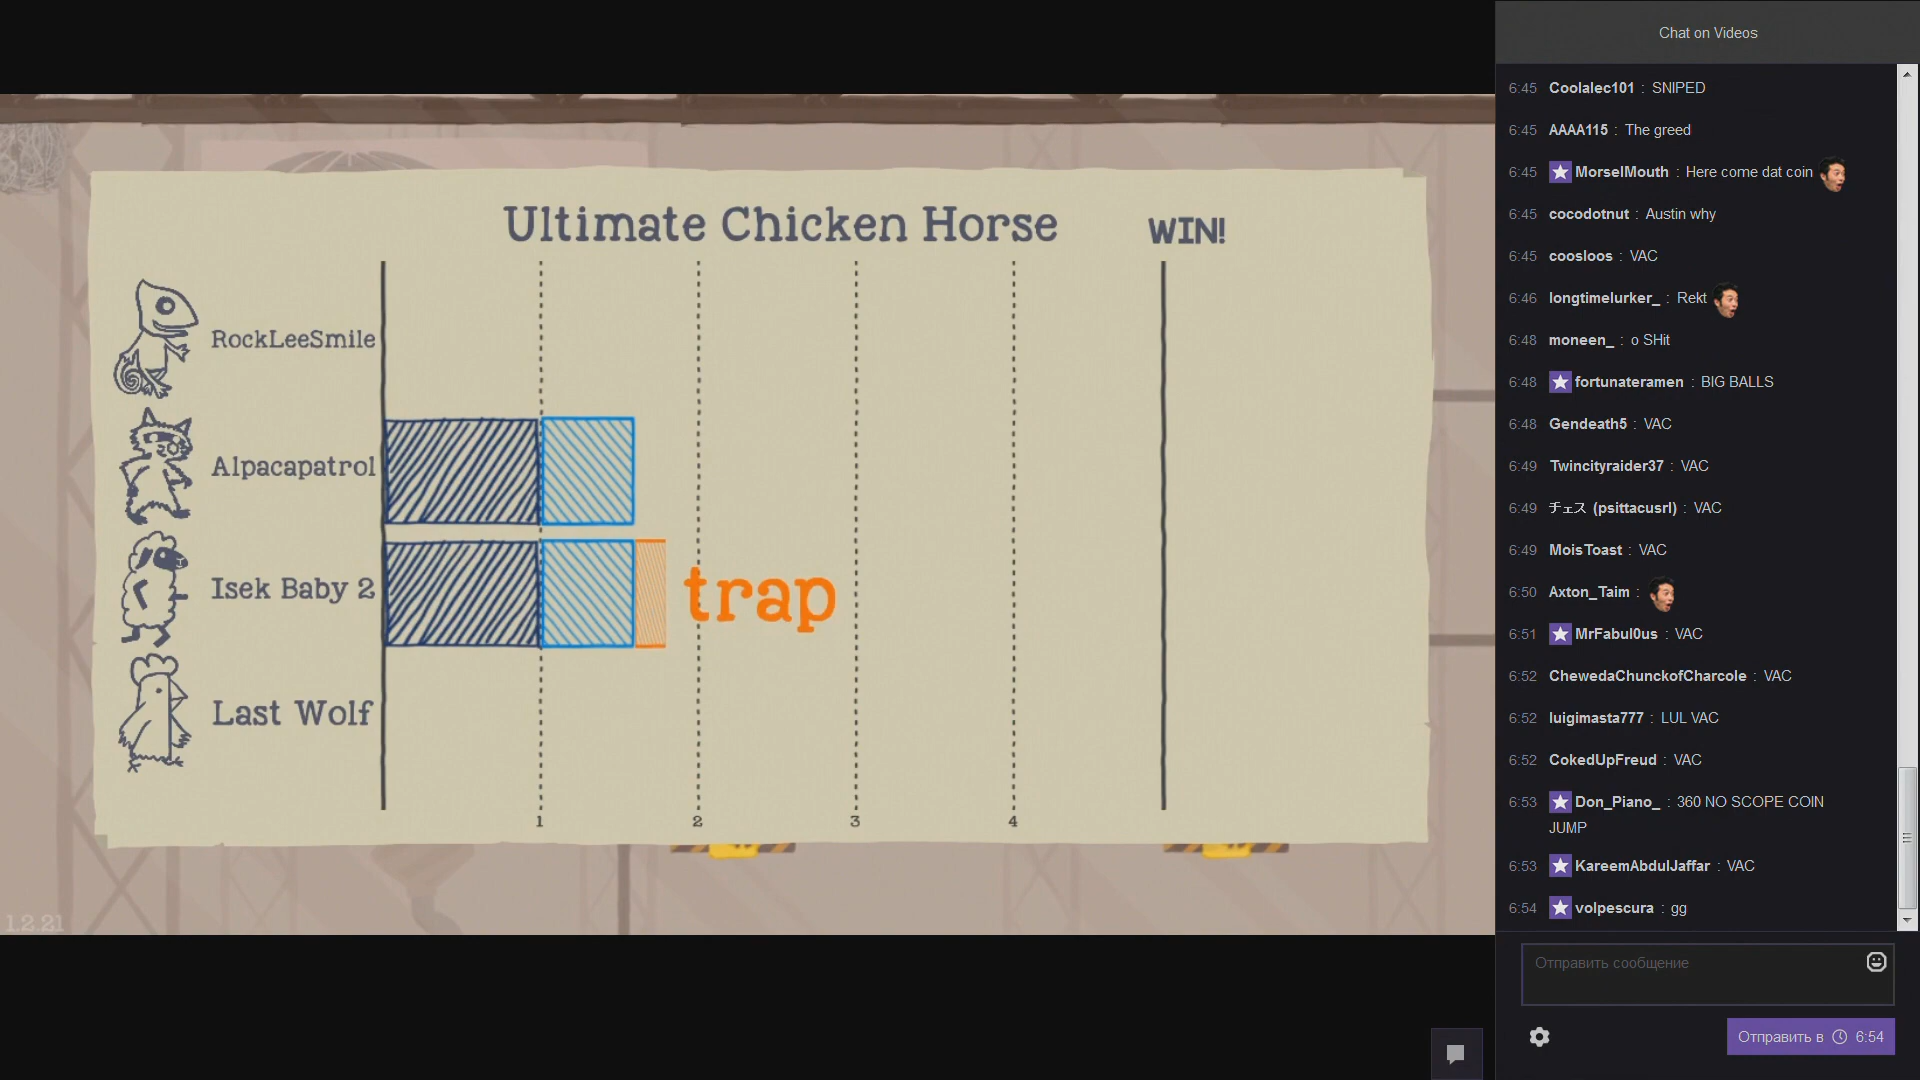 Ultimate Chicken Horse
WIN!
RockLeeSmile
Alpacapatrol
Isek Baby 2
trap
Last Wolf
1 2 3 4
1.2.21
Chat on Videos
6:45 Coolalec101 : SNIPED
6:45 AAAA115 : The greed
6:45 MorselMouth : Here come dat coin
6:45 cocodotnut : Austin why
6:45 coosloos : VAC
6:46 longtimelurker_ : Rekt
6:48 moneen_ : o SHit
6:48 fortunateramen : BIG BALLS
6:48 Gendeath5 : VAC
6:49 Twincityraider37 : VAC
6:49 チェス (psittacusrl) : VAC
6:49 MoisToast : VAC
6:50 Axton_Taim :
6:51 MrFabul0us : VAC
6:52 ChewedaChunckofCharcole : VAC
6:52 luigimasta777 : LUL VAC
6:52 CokedUpFreud : VAC
6:53 Don_Piano_ : 360 NO SCOPE COIN
JUMP
6:53 KareemAbdulJaffar : VAC
6:54 volpescura : gg
Отправить сообщение
Отправить в 6:54